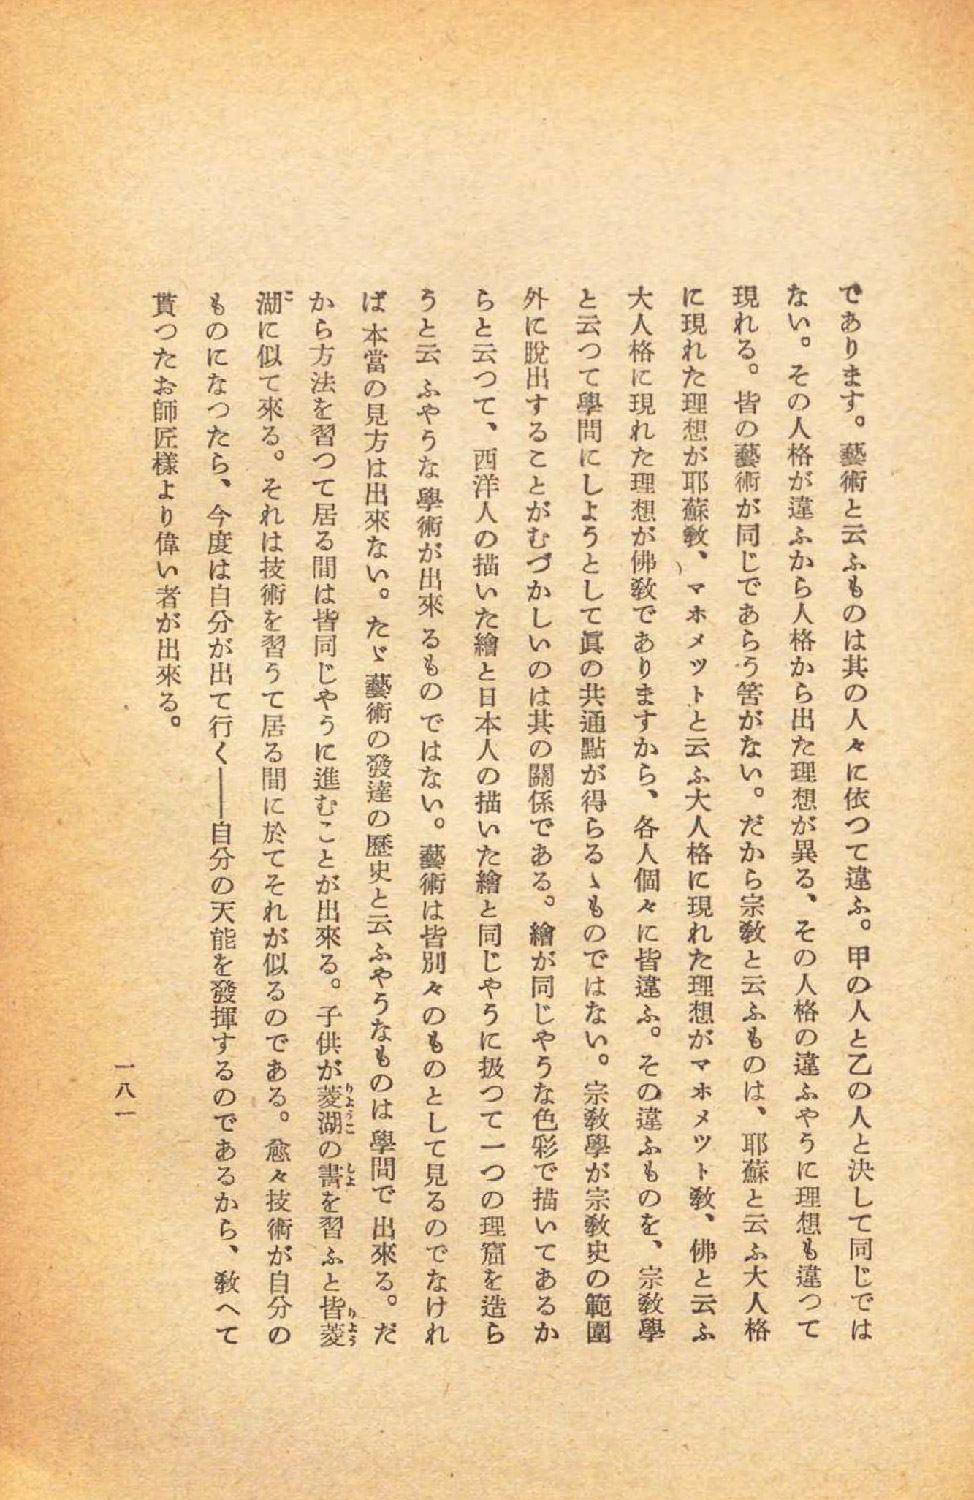 であります。藝術と云ふものは其の人々に依つて違ふ。甲の人と乙の人と決して同じでは
ない。その人格が違ふから人格から出た理想が異る、その人格の違ふやうに理想も違つて
現れる。皆の藝術が同じであらう筈がない。だから宗敎と云ふものは、耶蘇と云ふ大人格
に現れた理想が耶蘇敎、マホメツトと云ふ大人格に現れた理想がマホメツト敎、佛と云ふ
大人格に現れた理想が佛敎でありますから、各人個々に皆違ふ。その違ふものを、宗敎學
と云つて學問にしようとして眞の共通點が得らるゝものではない。宗敎學が宗敎史の範圍
外に脫出することがむづかしいのは其の關係である。繪が同じやうな色彩で描いてあるか
らと云つて、西洋人の描いた繪と日本人の描いた繪と同じやうに扱つて一つの理窟を造ら
うと云ふやうな學術が出來るものではない。藝術は皆別々のものとして見るのでなけれ
ば本當の見方は出來ない。たゞ藝術の發達の歷史と云ふやうなものは學問で出來る。だ
から方法を習つて居る間は皆同じやうに進むことが出來る。子供が菱湖の書を習ふと皆菱
湖に似て來る。それは技術を習うて居る間に於てそれが似るのである。愈々技術が自分の
ものになつたら、今度は自分が出て行く——自分の天能を發揮するのであるから、敎へて
貰つたお師匠樣より偉い者が出來る。
一八一